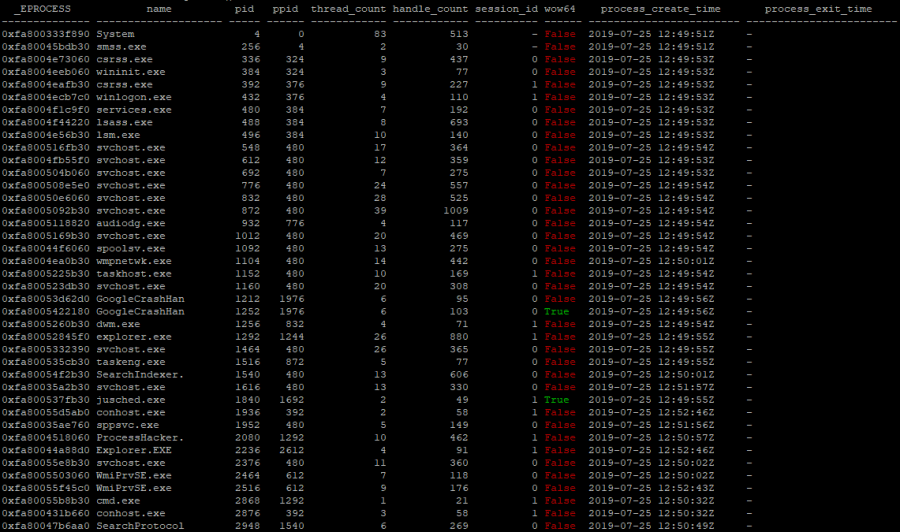 _EPROCESS name pid ppid thread_count handle_count session_id wow64 process_create_time process_exit_time
0xfa800333f890 System 4 0 83 513 - False 2019-07-25 12:49:51Z -
0xfa80045bdb30 smss.exe 256 4 2 30 - False 2019-07-25 12:49:51Z -
0xfa8004e73060 csrss.exe 336 324 9 437 0 False 2019-07-25 12:49:53Z -
0xfa8004eeb060 wininit.exe 384 324 3 77 0 False 2019-07-25 12:49:53Z -
0xfa8004eafb30 csrss.exe 392 376 9 227 1 False 2019-07-25 12:49:53Z -
0xfa8004ecb7c0 winlogon.exe 432 376 4 110 1 False 2019-07-25 12:49:53Z -
0xfa8004f1c9f0 services.exe 480 384 7 192 0 False 2019-07-25 12:49:53Z -
0xfa8004f44220 lsass.exe 488 384 8 693 0 False 2019-07-25 12:49:53Z -
0xfa8004e56b30 lsm.exe 496 384 10 140 0 False 2019-07-25 12:49:53Z -
0xfa800516fb30 svchost.exe 548 480 17 364 0 False 2019-07-25 12:49:54Z -
0xfa8004fb55f0 svchost.exe 612 480 12 359 0 False 2019-07-25 12:49:53Z -
0xfa800504b060 svchost.exe 692 480 7 275 0 False 2019-07-25 12:49:53Z -
0xfa800508e5e0 svchost.exe 776 480 24 557 0 False 2019-07-25 12:49:54Z -
0xfa80050e6060 svchost.exe 832 480 28 525 0 False 2019-07-25 12:49:54Z -
0xfa8005092b30 svchost.exe 872 480 39 1009 0 False 2019-07-25 12:49:54Z -
0xfa8005118820 audiodg.exe 932 776 4 117 0 False 2019-07-25 12:49:54Z -
0xfa8005169b30 svchost.exe 1012 480 20 469 0 False 2019-07-25 12:49:54Z -
0xfa80044f6060 spoolsv.exe 1092 480 13 275 0 False 2019-07-25 12:49:54Z -
0xfa8004ea0b30 wmpnetwk.exe 1104 480 14 442 0 False 2019-07-25 12:50:01Z -
0xfa8005225b30 taskhost.exe 1152 480 10 169 1 False 2019-07-25 12:49:54Z -
0xfa800523db30 svchost.exe 1160 480 20 308 0 False 2019-07-25 12:49:54Z -
0xfa80053d62d0 GoogleCrashHan 1212 1976 6 95 0 False 2019-07-25 12:49:56Z -
0xfa8005422180 GoogleCrashHan 1252 1976 6 103 0 True 2019-07-25 12:49:56Z -
0xfa8005260b30 dwm.exe 1256 832 4 71 1 False 2019-07-25 12:49:54Z -
0xfa80052845f0 explorer.exe 1292 1244 26 880 1 False 2019-07-25 12:49:55Z -
0xfa8005332390 svchost.exe 1464 480 26 365 0 False 2019-07-25 12:49:55Z -
0xfa800535cb30 taskeng.exe 1516 872 5 77 0 False 2019-07-25 12:49:55Z -
0xfa80054f2b30 SearchIndexer. 1540 480 13 606 0 False 2019-07-25 12:50:01Z -
0xfa80035a2b30 svchost.exe 1616 480 13 330 0 False 2019-07-25 12:51:57Z -
0xfa800537fb30 jusched.exe 1840 1692 2 49 1 True 2019-07-25 12:49:55Z -
0xfa80055d5ab0 conhost.exe 1936 392 2 58 1 False 2019-07-25 12:52:46Z -
0xfa80035ae760 sppsvc.exe 1952 480 5 149 0 False 2019-07-25 12:51:56Z -
0xfa8004518060 ProcessHacker. 2080 1292 10 462 1 False 2019-07-25 12:50:57Z -
0xfa80044a88d0 Explorer.EXE 2236 2612 4 91 1 False 2019-07-25 12:52:46Z -
0xfa80055e8b30 svchost.exe 2376 480 11 360 0 False 2019-07-25 12:50:02Z -
0xfa8005503060 WmiPrvSE.exe 2464 612 7 118 0 False 2019-07-25 12:50:02Z -
0xfa80055f45c0 WmiPrvSE.exe 2516 612 9 176 0 False 2019-07-25 12:52:43Z -
0xfa80055b8b30 cmd.exe 2868 1292 1 21 1 False 2019-07-25 12:50:32Z -
0xfa800431b660 conhost.exe 2876 392 3 58 1 False 2019-07-25 12:50:32Z -
0xfa80047b6aa0 SearchProtocol 2948 1540 6 269 0 False 2019-07-25 12:50:49Z -